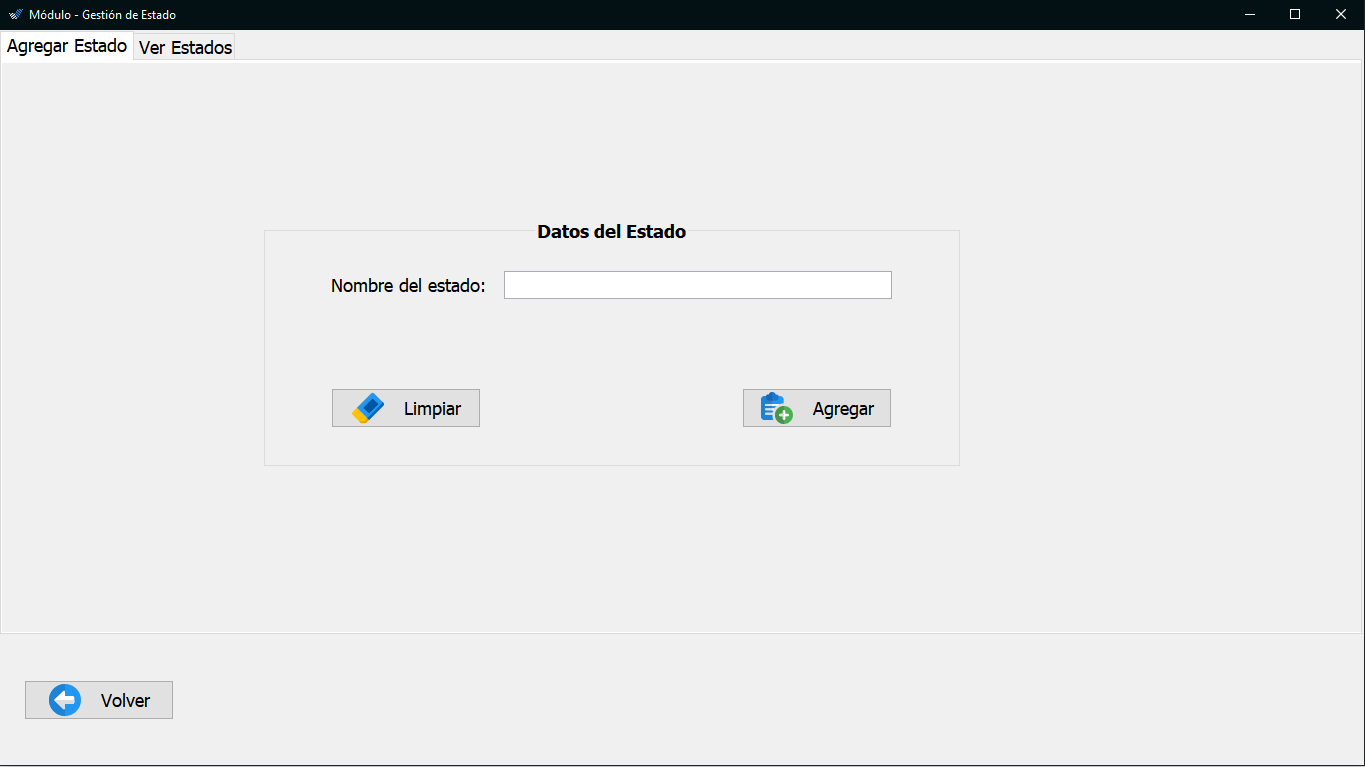 Módulo - Gestión de Estado
Agregar Estado Ver Estados
Datos del Estado
Nombre del estado:
Limpiar Agregar
Volver